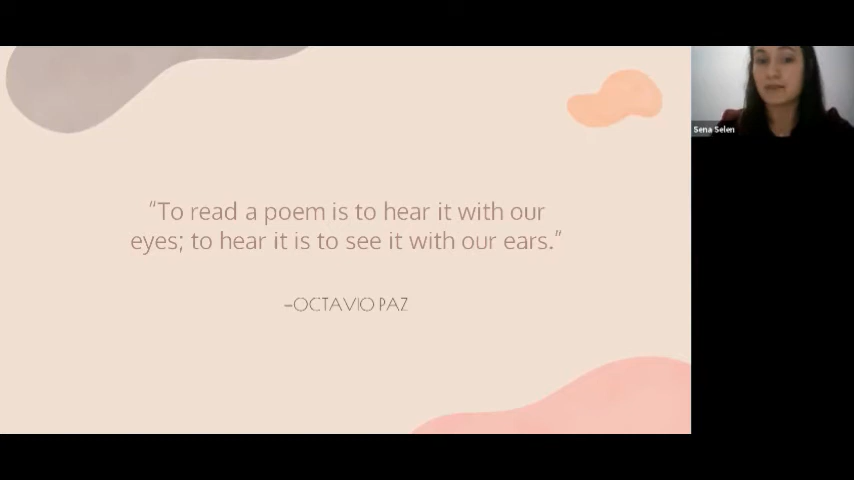 “To read a poem is to hear it with our
eyes; to hear it is to see it with our ears.”
–OCTAVIO PAZ
Sena Selen